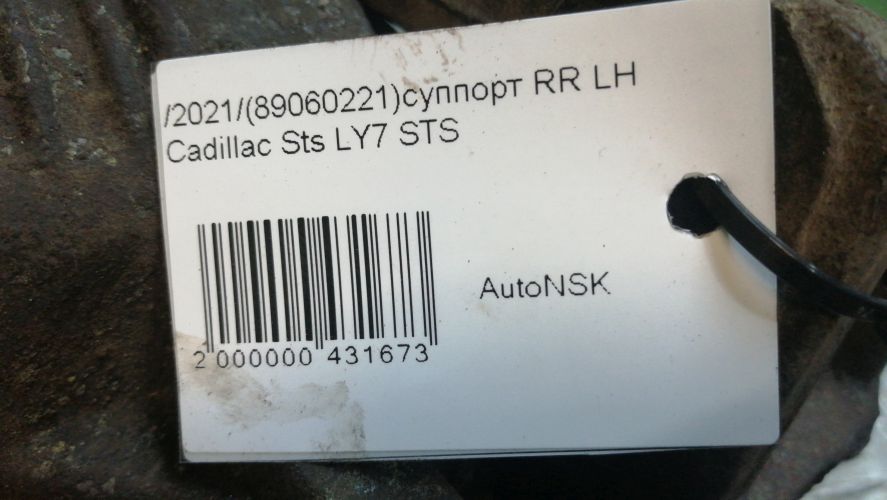 /2021/(89060221)суппорт RR LH
Cadillac Sts LY7 STS
AutoNSK
2 000000 431673